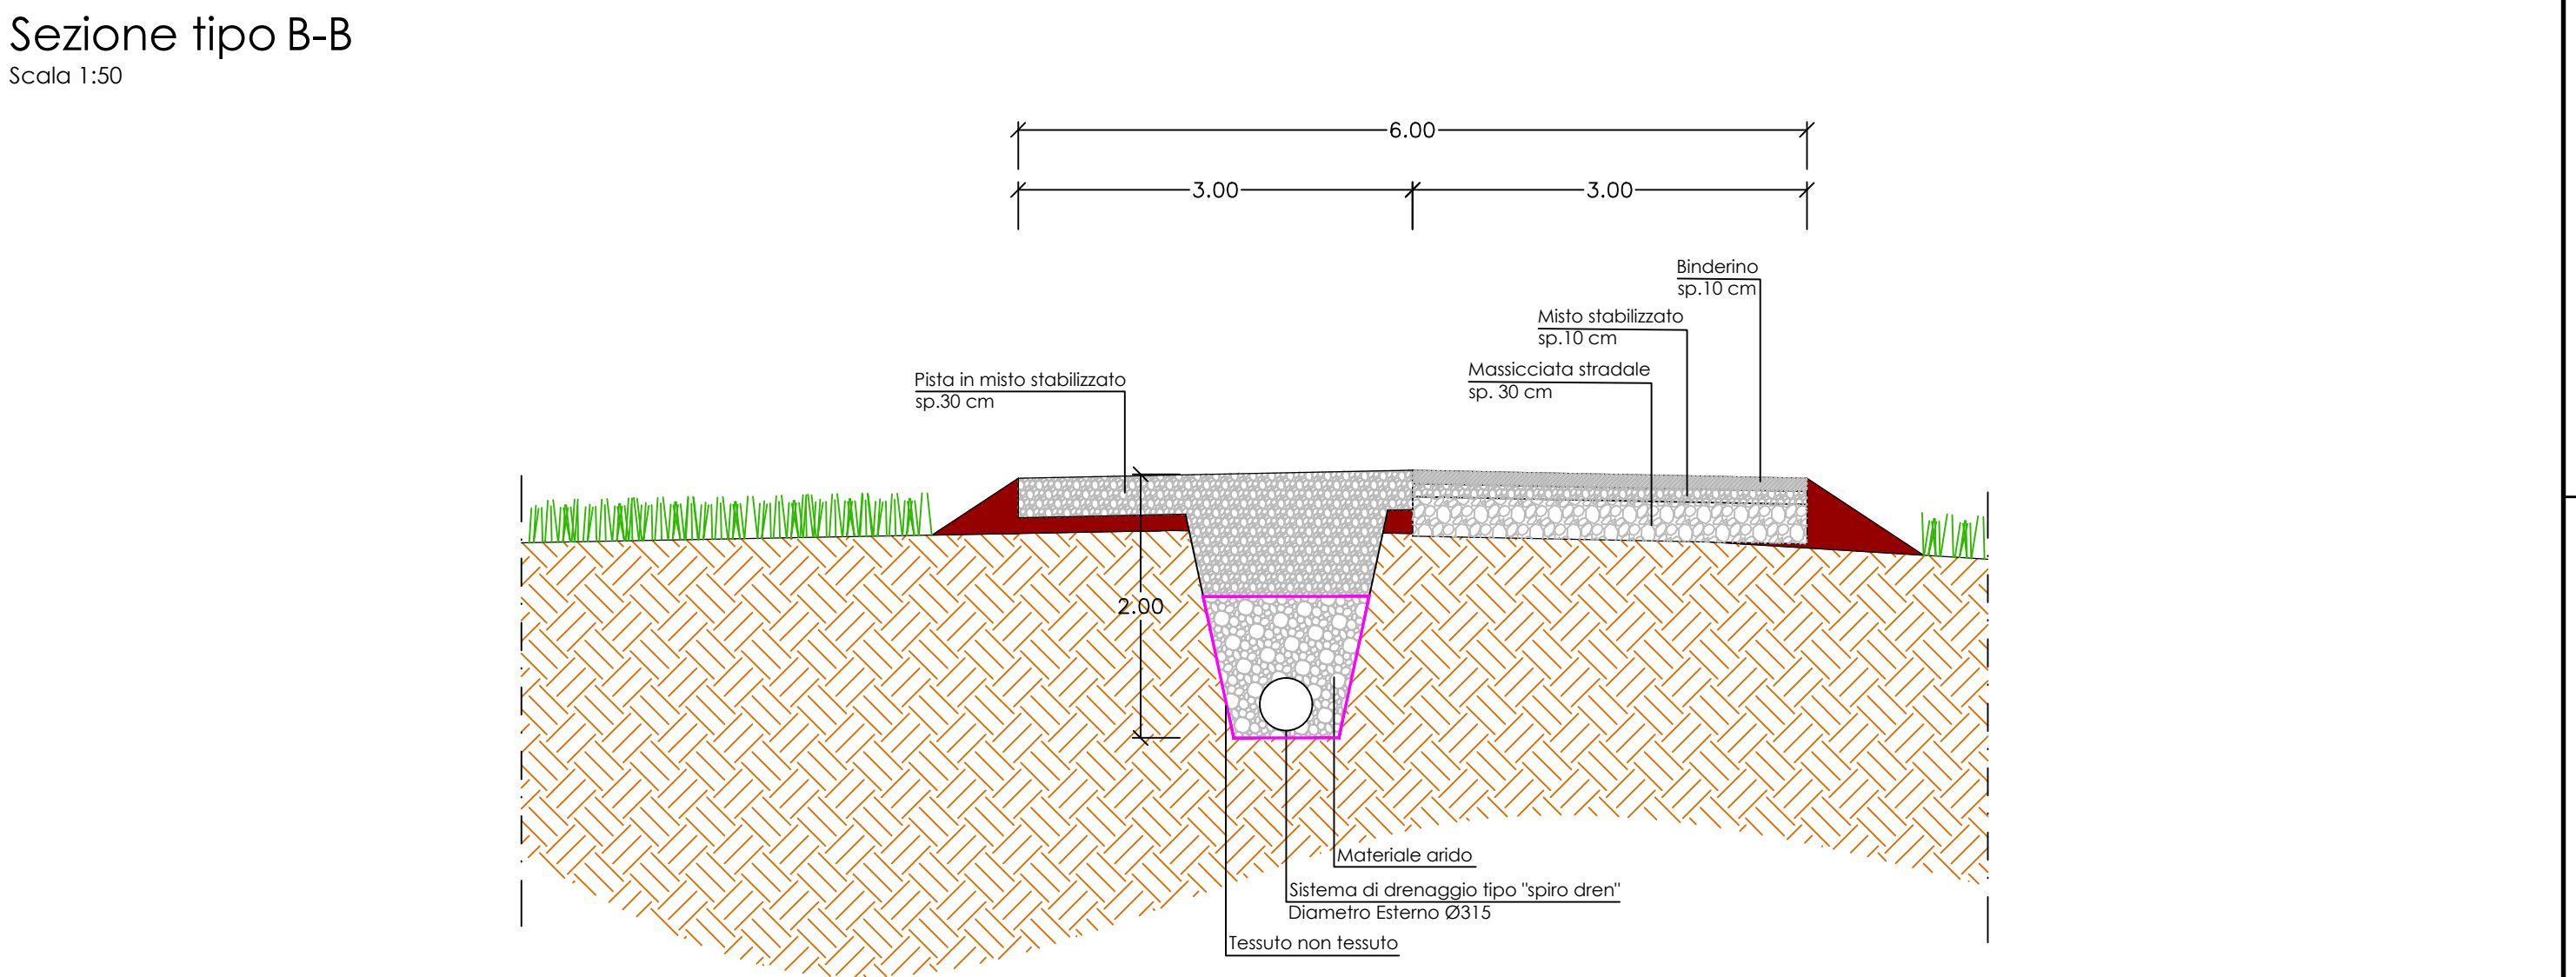 Sezione tipo B-B
Scala 1:50
6.00
3.00
3.00
Binderino
sp.10 cm
Misto stabilizzato
sp.10 cm
Massicciata stradale
sp. 30 cm
Pista in misto stabilizzato
sp.30 cm
2.00
Materiale arido
Sistema di drenaggio tipo "spiro dren"
Diametro Esterno Ø315
Tessuto non tessuto